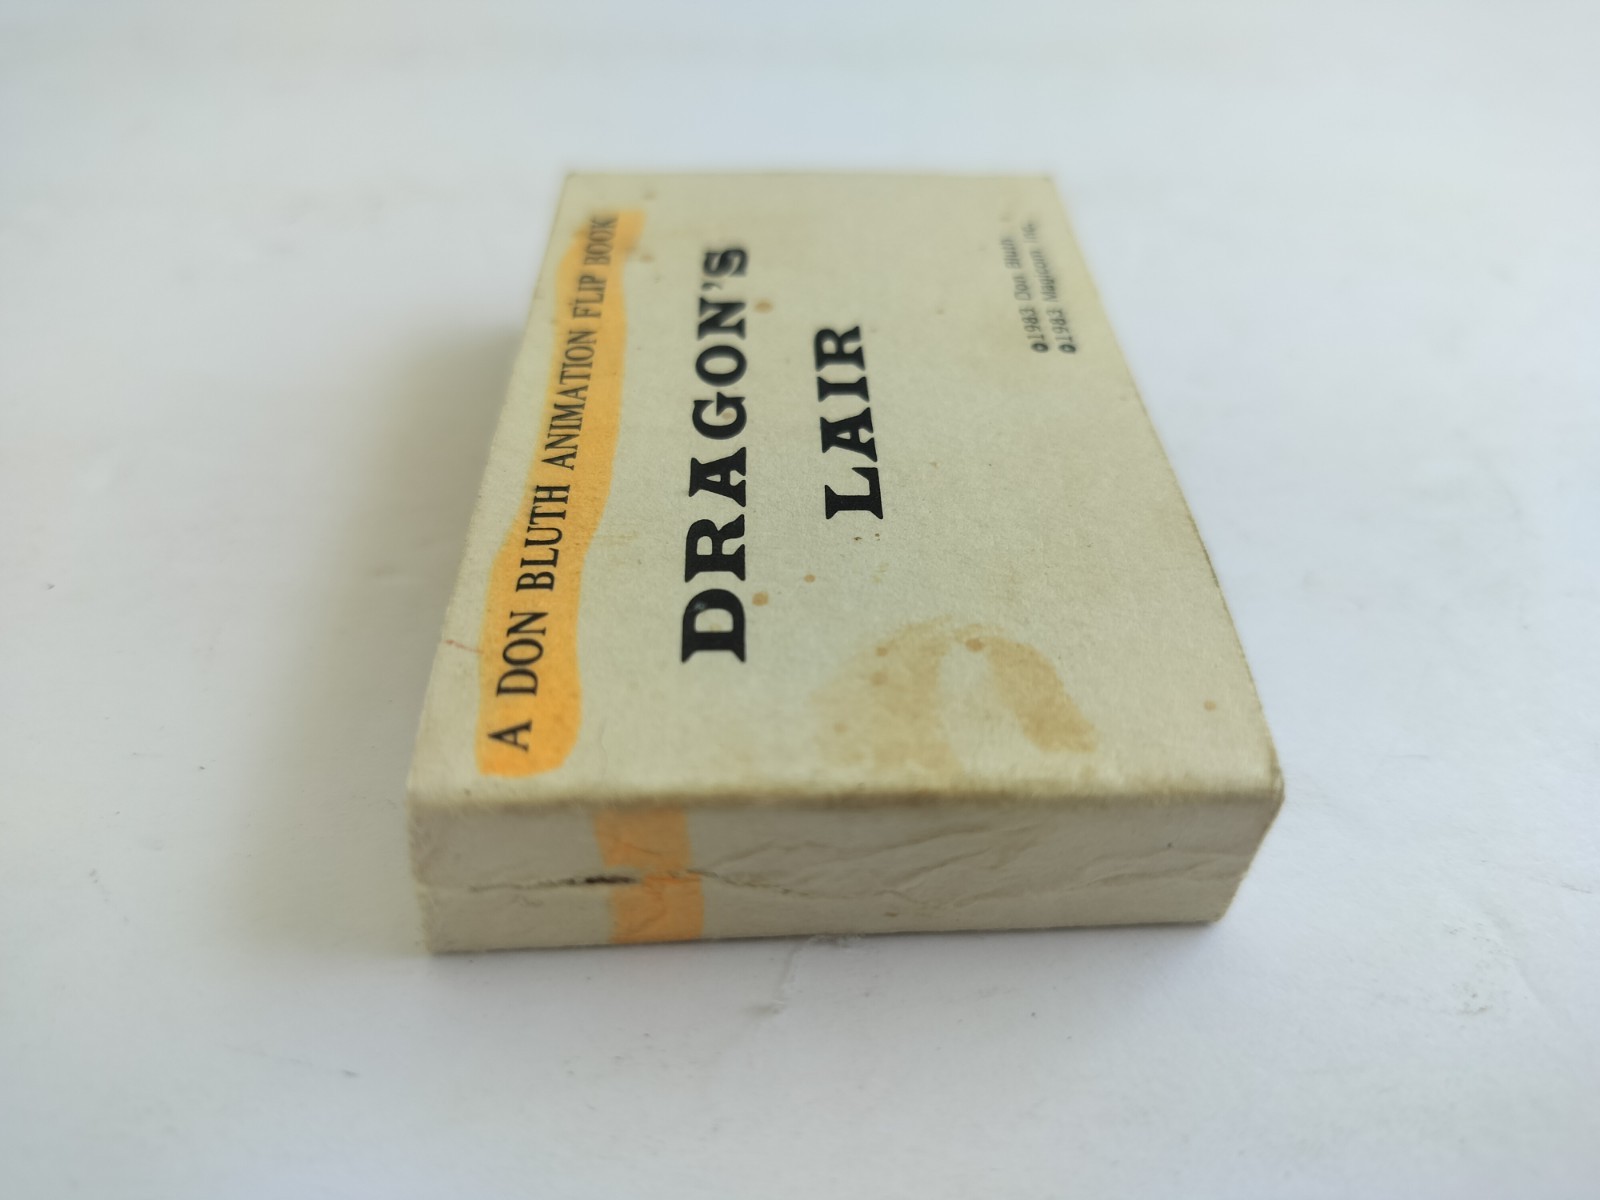 A DON BLUTH ANIMATION FLIP BOOK
DRAGON'S
LAIR
©1983 Don Bluth
©1983 Magicom, Inc.